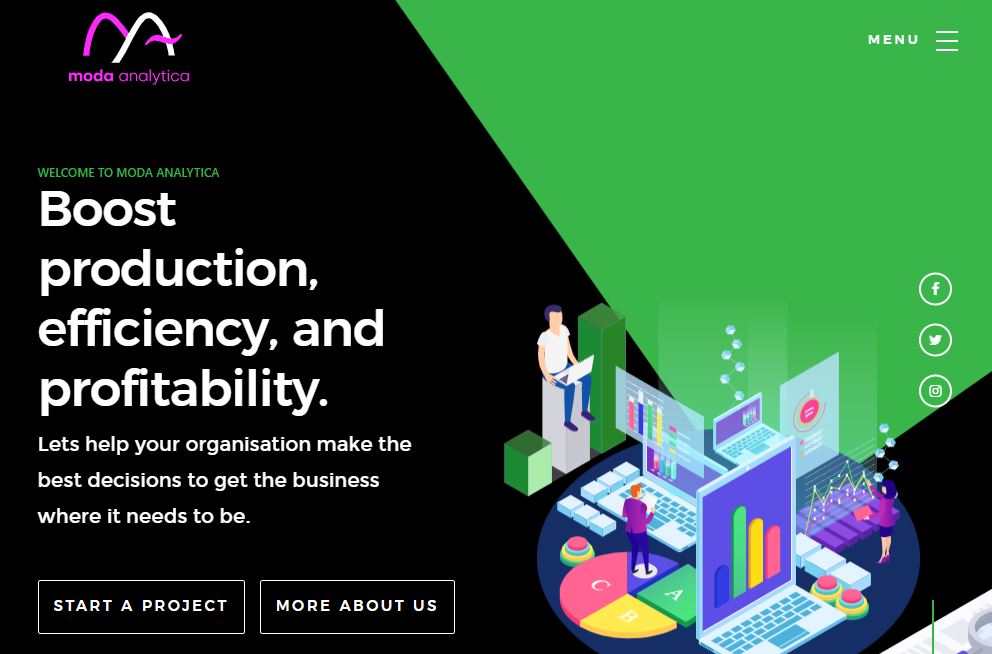 moda analytica
MENU
WELCOME TO MODA ANALYTICA
Boost
production,
efficiency, and
profitability.
Lets help your organisation make the
best decisions to get the business
where it needs to be.
START A PROJECT
MORE ABOUT US
C
A
B